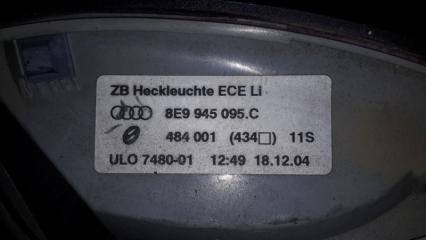 ZB Heckleuchte ECE Li
8E9 945 095.C
484 001 (434□) 11S
ULO 7480-01 12:49 18.12.04